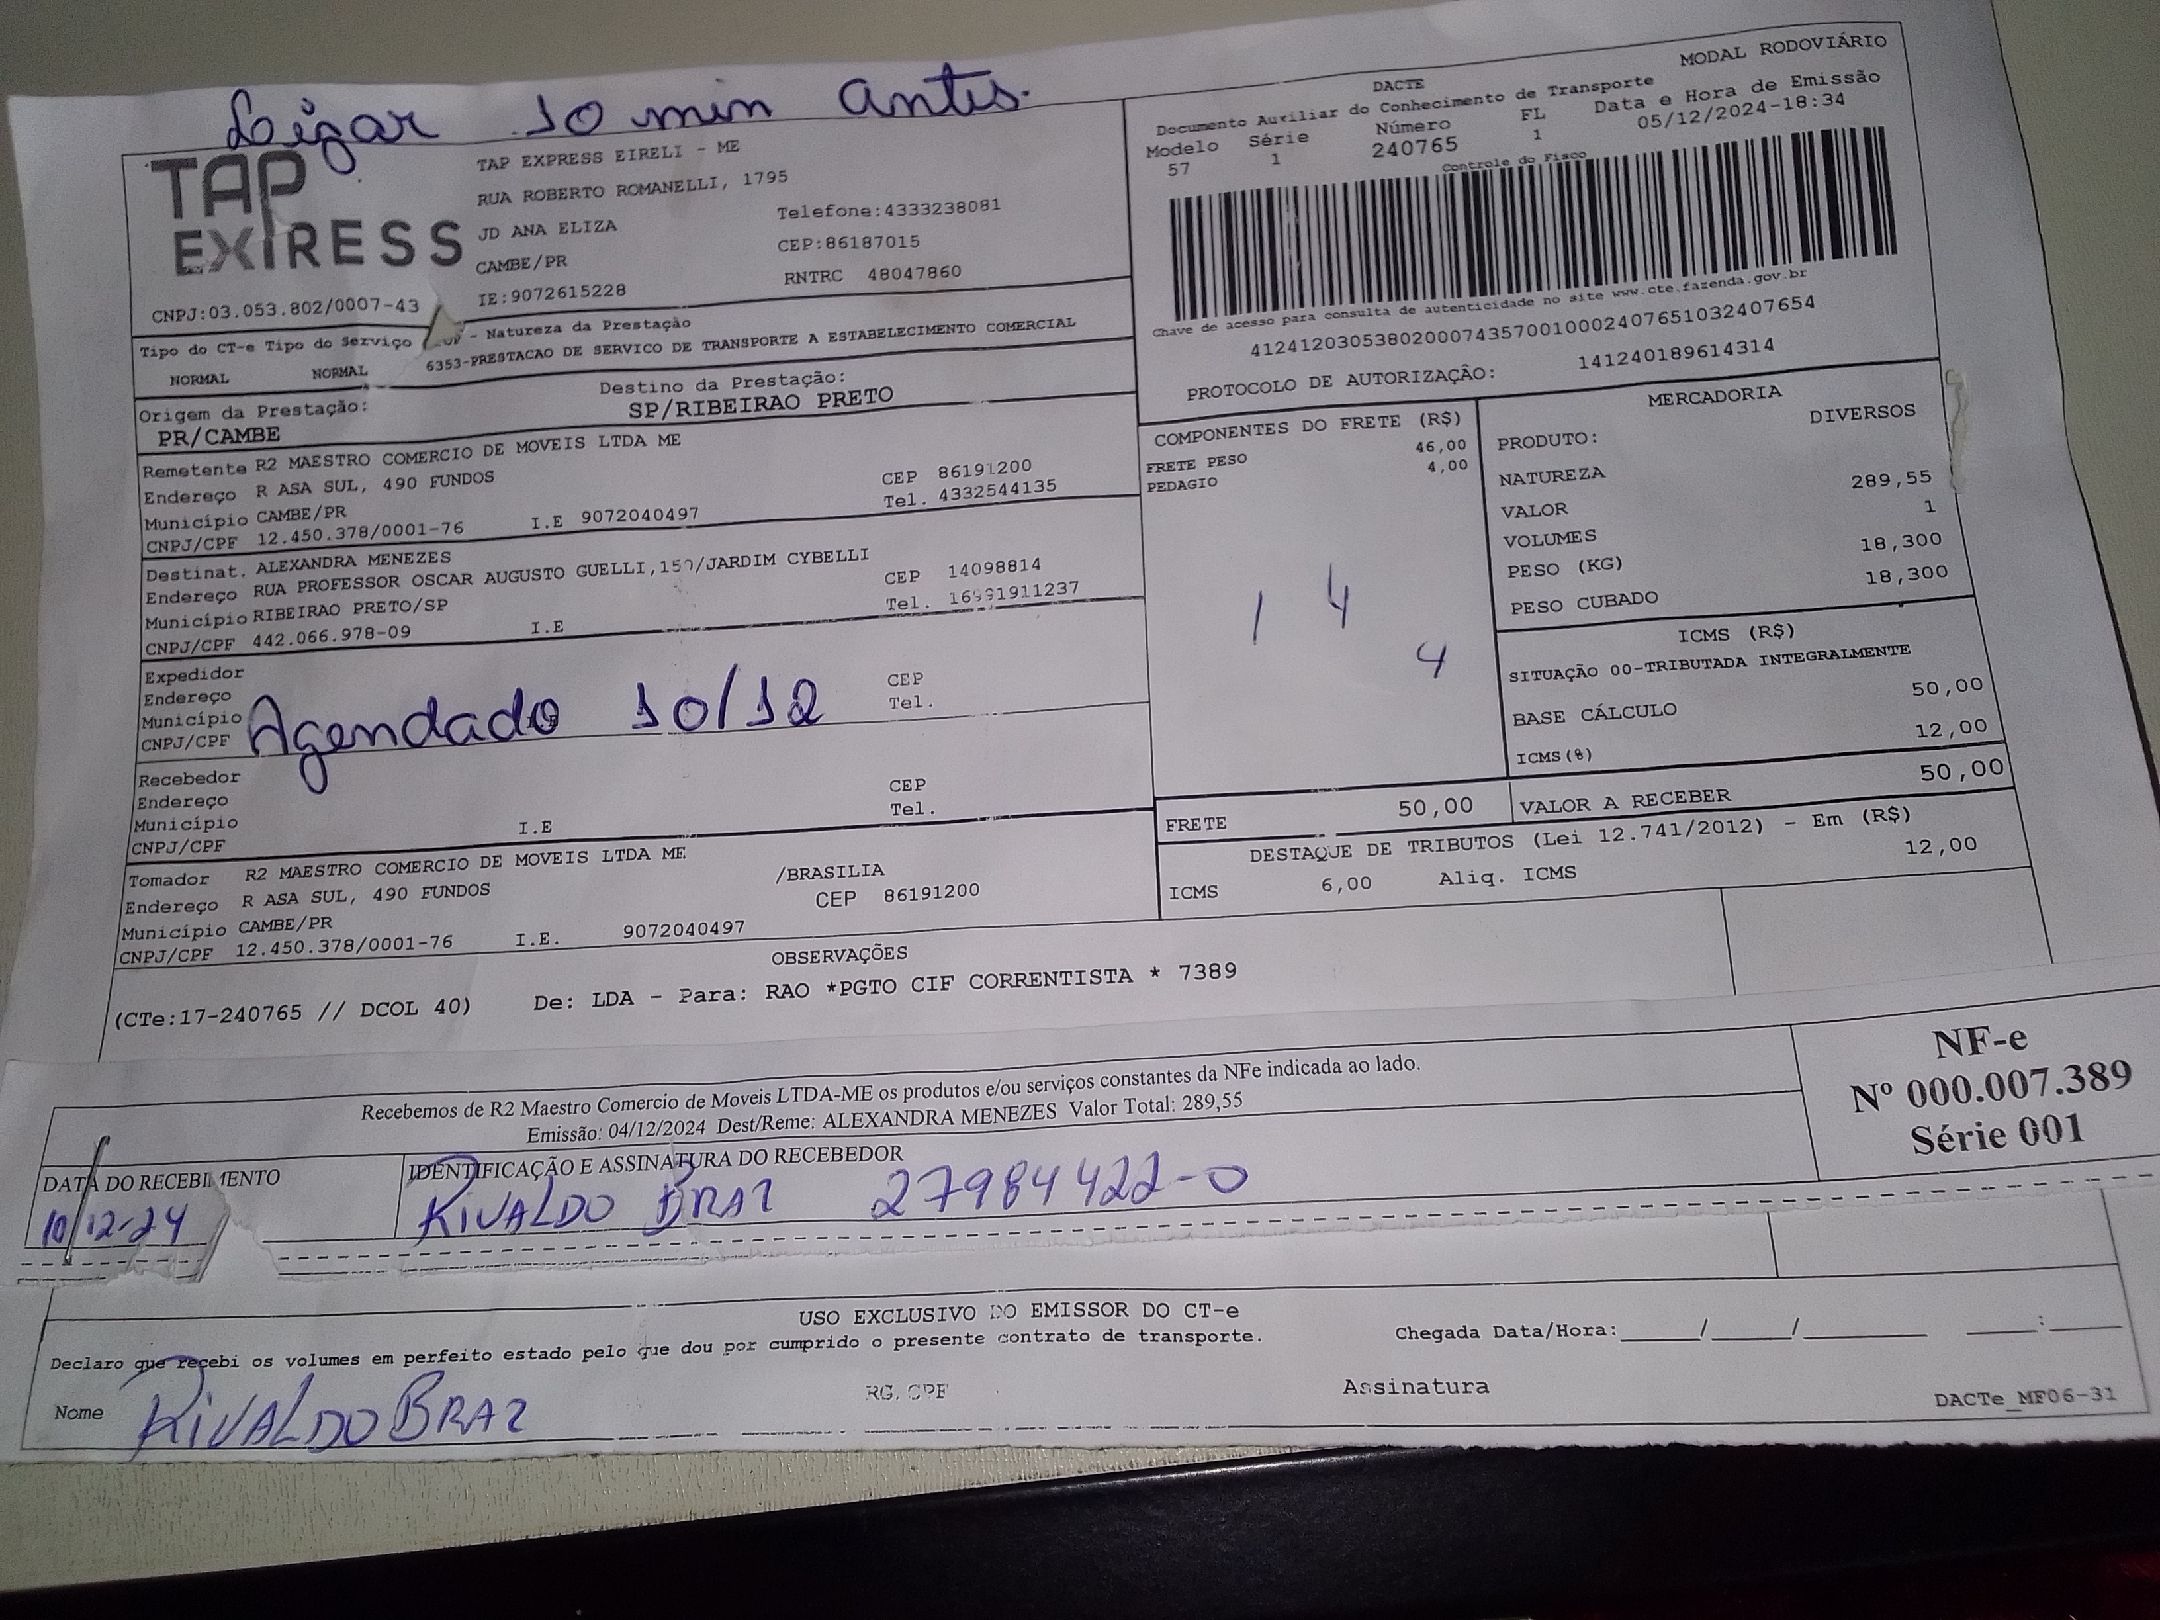 Leigar 10 min antes.
TAP
EXPRESS
TAP EXPRESS EIRELI - ME
RUA ROBERTO ROMANELLI, 1795
JD ANA ELIZA
Telefone:4333238081
CAMBE/PR
CEP:86187015
IE:9072615228
RNTRC 48047860
CNPJ:03.053.802/0007-43
DACTE
MODAL RODOVIÁRIO
Documento Auxiliar do Conhecimento de Transporte
Modelo Série Número FL Data e Hora de Emissão
57 1 240765 1 05/12/2024-18:34
Controle do Fisco
Chave de acesso para consulta de autenticidade no site www.cte.fazenda.gov.br
41241203053802000743570010002407651032407654
PROTOCOLO DE AUTORIZAÇÃO: 141240189614314
Tipo do CT-e Tipo do Serviço - Natureza da Prestação
NORMAL NORMAL 6353-PRESTACAO DE SERVICO DE TRANSPORTE A ESTABELECIMENTO COMERCIAL
Origem da Prestação: Destino da Prestação:
PR/CAMBE SP/RIBEIRAO PRETO
Remetente R2 MAESTRO COMERCIO DE MOVEIS LTDA ME
Endereço R ASA SUL, 490 FUNDOS CEP 86191200
Município CAMBE/PR Tel. 4332544135
CNPJ/CPF 12.450.378/0001-76 I.E 9072040497
Destinat. ALEXANDRA MENEZES
Endereço RUA PROFESSOR OSCAR AUGUSTO GUELLI,150/JARDIM CYBELLI
Município RIBEIRAO PRETO/SP CEP 14098814
CNPJ/CPF 442.066.978-09 I.E Tel. 16991911237
Expedidor
Endereço CEP
Município Tel.
CNPJ/CPF
Agendado 10/12
Recebedor
Endereço CEP
Município Tel.
CNPJ/CPF I.E
Tomador R2 MAESTRO COMERCIO DE MOVEIS LTDA ME
Endereço R ASA SUL, 490 FUNDOS /BRASILIA
Município CAMBE/PR CEP 86191200
CNPJ/CPF 12.450.378/0001-76 I.E. 9072040497
COMPONENTES DO FRETE (R$)
FRETE PESO 46,00
PEDAGIO 4,00
1 4
4
MERCADORIA
PRODUTO: DIVERSOS
NATUREZA
VALOR 289,55
VOLUMES 1
PESO (KG) 18,300
PESO CUBADO 18,300
ICMS (R$)
SITUAÇÃO 00-TRIBUTADA INTEGRALMENTE
BASE CÁLCULO 50,00
ICMS(%) 12,00
FRETE 50,00 VALOR A RECEBER 50,00
DESTAQUE DE TRIBUTOS (Lei 12.741/2012) - Em (R$)
ICMS 6,00 Aliq. ICMS 12,00
OBSERVAÇÕES
(CTe:17-240765 // DCOL 40) De: LDA - Para: RAO *PGTO CIF CORRENTISTA * 7389
Recebemos de R2 Maestro Comercio de Moveis LTDA-ME os produtos e/ou serviços constantes da NFe indicada ao lado.
Emissão: 04/12/2024 Dest/Reme: ALEXANDRA MENEZES Valor Total: 289,55
NF-e
Nº 000.007.389
Série 001
DATA DO RECEBIMENTO IDENTIFICAÇÃO E ASSINATURA DO RECEBEDOR
10/12-24 RIVALDO BRAZ 27984422-0
USO EXCLUSIVO DO EMISSOR DO CT-e
Declaro que recebi os volumes em perfeito estado pelo que dou por cumprido o presente contrato de transporte. Chegada Data/Hora:_____/_____/_______ ____:____
Nome RIVALDO BRAZ RG, CPF Assinatura
DACTe_MF06-31